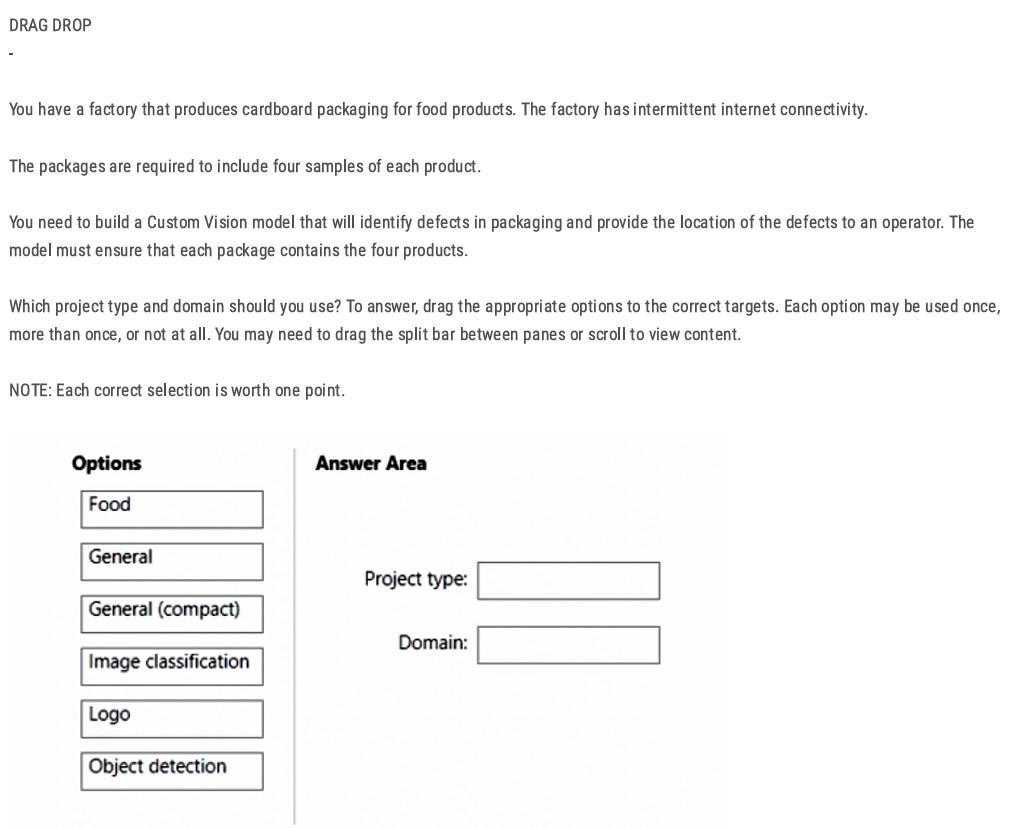 DRAG DROP
-
You have a factory that produces cardboard packaging for food products. The factory has intermittent internet connectivity.
The packages are required to include four samples of each product.
You need to build a Custom Vision model that will identify defects in packaging and provide the location of the defects to an operator. The
model must ensure that each package contains the four products.
Which project type and domain should you use? To answer, drag the appropriate options to the correct targets. Each option may be used once,
more than once, or not at all. You may need to drag the split bar between panes or scroll to view content.
NOTE: Each correct selection is worth one point.
Options
Food
General
General (compact)
Image classification
Logo
Object detection
Answer Area
Project type:
Domain: